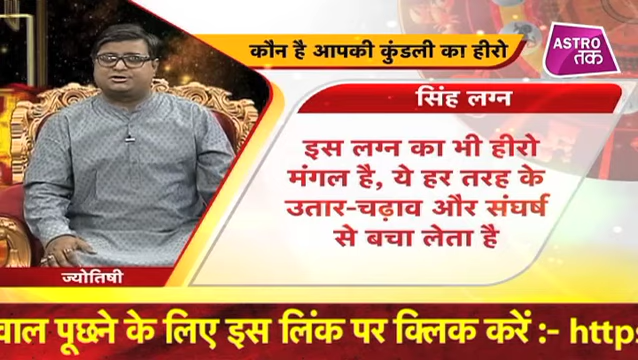 कौन है आपकी कुंडली का हीरो
ASTRO
तक
सिंह लग्न
इस लग्न का भी हीरो
मंगल है, ये हर तरह के
उतार-चढ़ाव और संघर्ष
से बचा लेता है
ज्योतिषी
वाल पूछने के लिए इस लिंक पर क्लिक करें :- http: